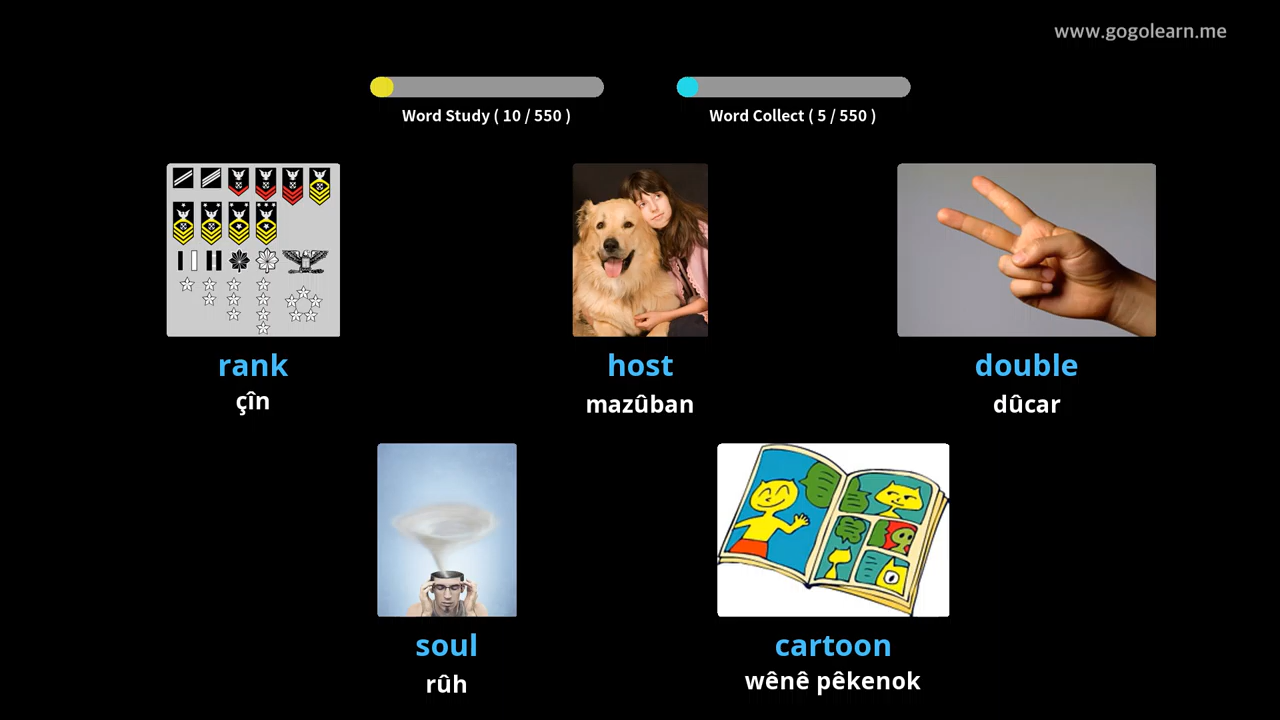 www.gogolearn.me
Word Study ( 10 / 550 )
Word Collect ( 5 / 550 )
rank
çîn
host
mazûban
double
dûcar
soul
rûh
cartoon
wênê pêkenok